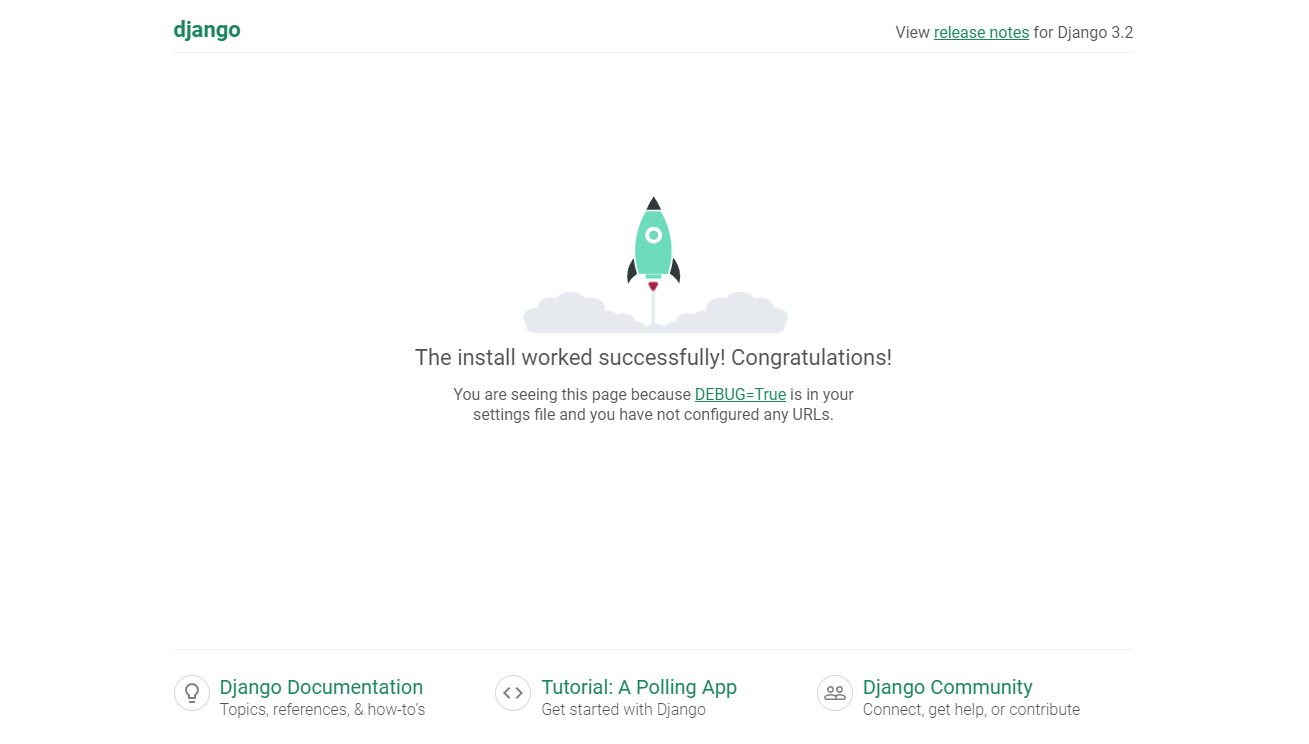 django
View release notes for Django 3.2
The install worked successfully! Congratulations!
You are seeing this page because DEBUG=True is in your
settings file and you have not configured any URLs.
Django Documentation
Topics, references, & how-to's
Tutorial: A Polling App
Get started with Django
Django Community
Connect, get help, or contribute